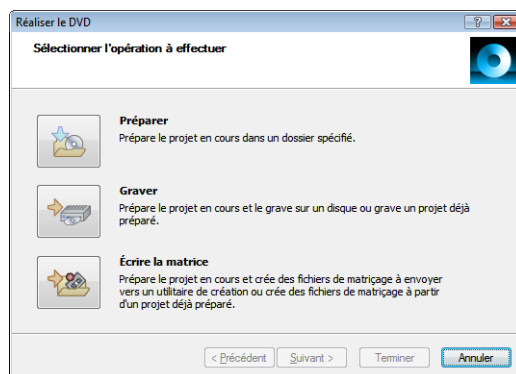 Réaliser le DVD
Sélectionner l'opération à effectuer
Préparer
Prépare le projet en cours dans un dossier spécifié.
Graver
Prépare le projet en cours et le grave sur un disque ou grave un projet déjà
préparé.
Écrire la matrice
Prépare le projet en cours et crée des fichiers de matriçage à envoyer
vers un utilitaire de création ou crée des fichiers de matriçage à partir
d'un projet déjà préparé.
< Précédent Suivant > Terminer Annuler